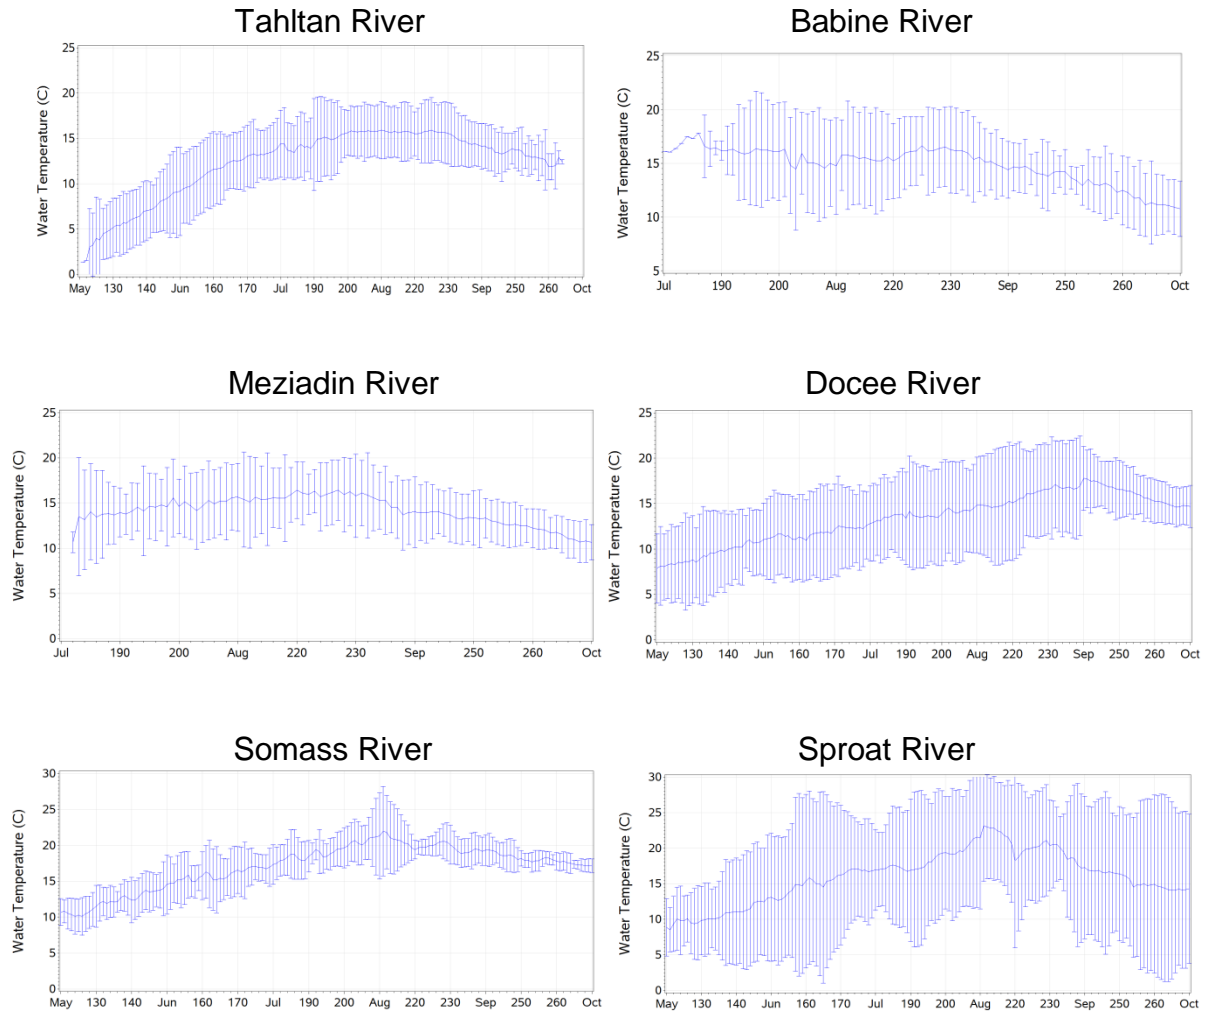 Tahltan River
Babine River
25
20
15
10
5
0
Water Temperature (C)
May 130 140 Jun 160 170 Jul 190 200 Aug 220 230 Sep 250 260 Oct
25
20
15
10
5
Water Temperature (C)
Jul 190 200 Aug 220 230 Sep 250 260 Oct
Meziadin River
Docee River
25
20
15
10
5
0
Water Temperature (C)
Jul 190 200 Aug 220 230 Sep 250 260 Oct
25
20
15
10
5
0
Water Temperature (C)
May 130 140 Jun 160 170 Jul 190 200 Aug 220 230 Sep 250 260 Oct
Somass River
Sproat River
30
25
20
15
10
5
0
Water Temperature (C)
May 130 140 Jun 160 170 Jul 190 200 Aug 220 230 Sep 250 260 Oct
30
25
20
15
10
5
0
Water Temperature (C)
May 130 140 Jun 160 170 Jul 190 200 Aug 220 230 Sep 250 260 Oct